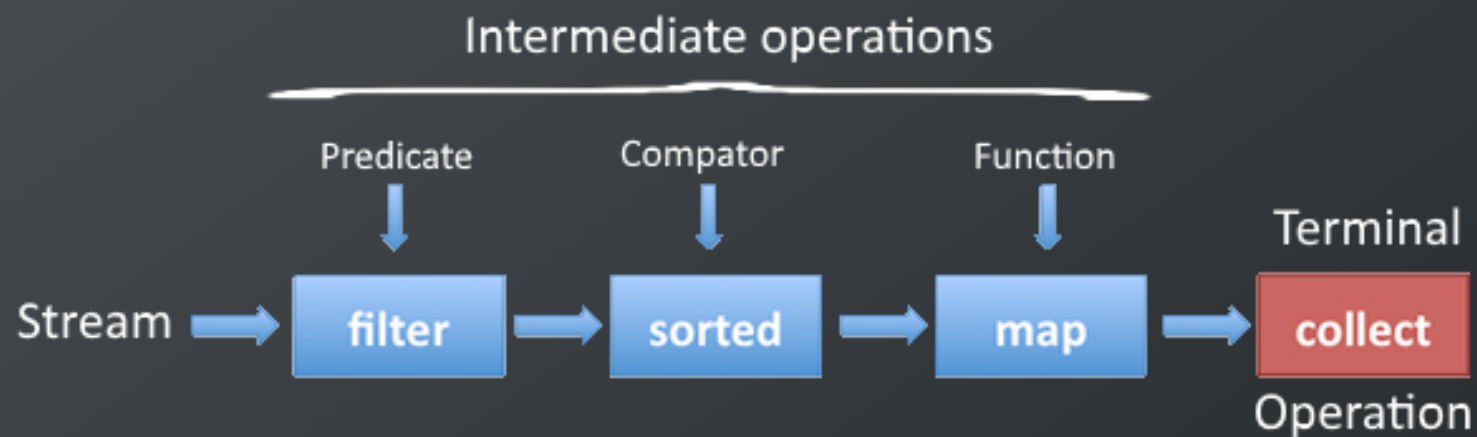 Intermediate operations
Predicate
Compator
Function
Terminal
Stream
filter
sorted
map
collect
Operation